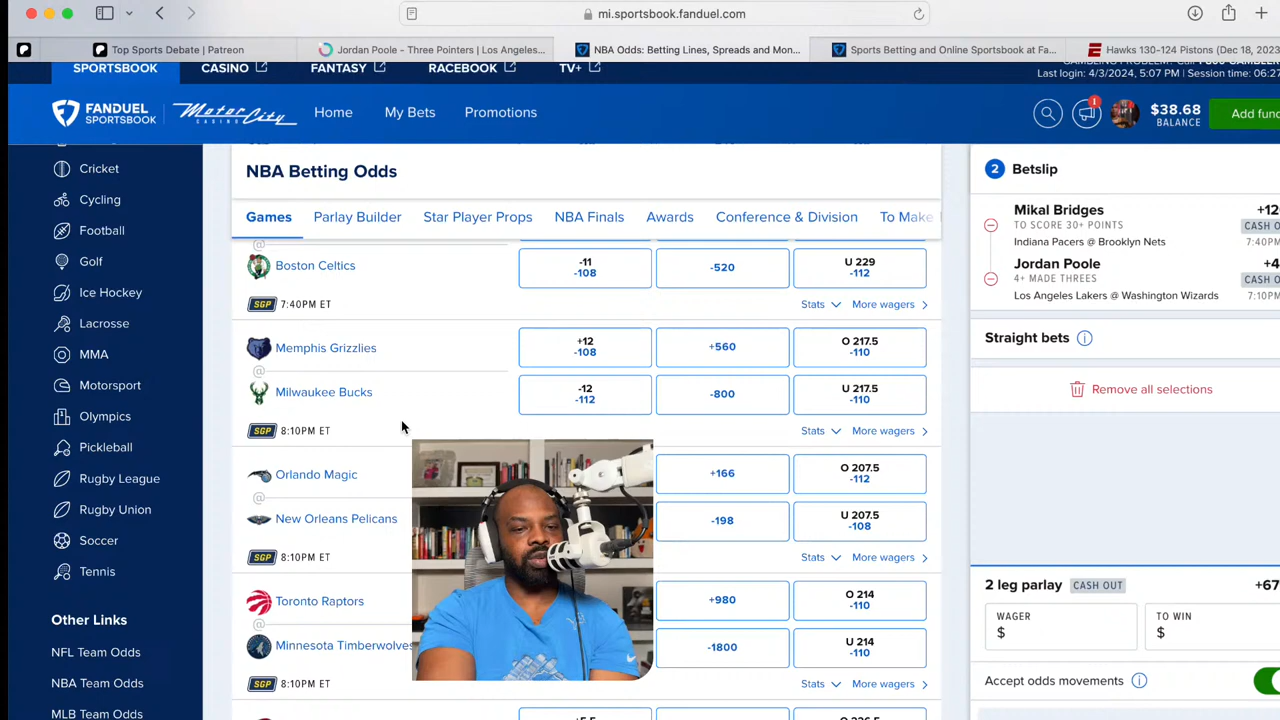 mi.sportsbook.fanduel.com
Top Sports Debate | Patreon
Jordan Poole - Three Pointers | Los Angeles...
NBA Odds: Betting Lines, Spreads and Mon...
Sports Betting and Online Sportsbook at Fa...
Hawks 130-124 Pistons (Dec 18, 2023
SPORTSBOOK
CASINO
FANTASY
RACEBOOK
TV+
Last login: 4/3/2024, 5:07 PM | Session time: 06:27
FANDUEL
SPORTSBOOK
MotorCity
CASINO
Home
My Bets
Promotions
1
$38.68
BALANCE
Add fun
Cricket
Cycling
Football
Golf
Ice Hockey
Lacrosse
MMA
Motorsport
Olympics
Pickleball
Rugby League
Rugby Union
Soccer
Tennis
Other Links
NFL Team Odds
NBA Team Odds
MLB Team Odds
NBA Betting Odds
Games
Parlay Builder
Star Player Props
NBA Finals
Awards
Conference & Division
To Make
@
Boston Celtics
-11
-108
-520
U 229
-112
SGP 7:40PM ET
Stats
More wagers
Memphis Grizzlies
+12
-108
+560
O 217.5
-110
@
Milwaukee Bucks
-12
-112
-800
U 217.5
-110
SGP 8:10PM ET
Stats
More wagers
Orlando Magic
+166
O 207.5
-112
@
New Orleans Pelicans
-198
U 207.5
-108
SGP 8:10PM ET
Stats
More wagers
Toronto Raptors
+980
O 214
-110
@
Minnesota Timberwolves
-1800
U 214
-110
SGP 8:10PM ET
Stats
More wagers
2
Betslip
Mikal Bridges
+12
TO SCORE 30+ POINTS
CASH O
Indiana Pacers @ Brooklyn Nets
7:40PM
Jordan Poole
+4
4+ MADE THREES
CASH O
Los Angeles Lakers @ Washington Wizards
7:10PM
Straight bets
Remove all selections
2 leg parlay
CASH OUT
+67
WAGER
$
TO WIN
$
Accept odds movements